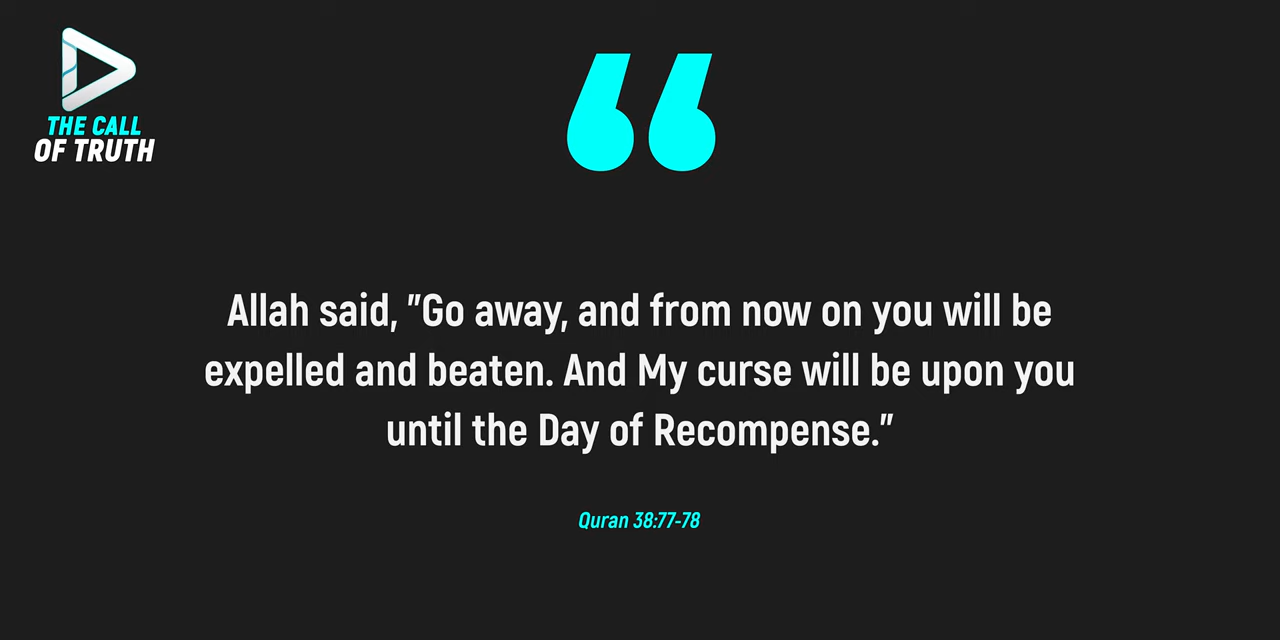 THE CALL
OF TRUTH
Allah said, "Go away, and from now on you will be
expelled and beaten. And My curse will be upon you
until the Day of Recompense."
Quran 38:77-78